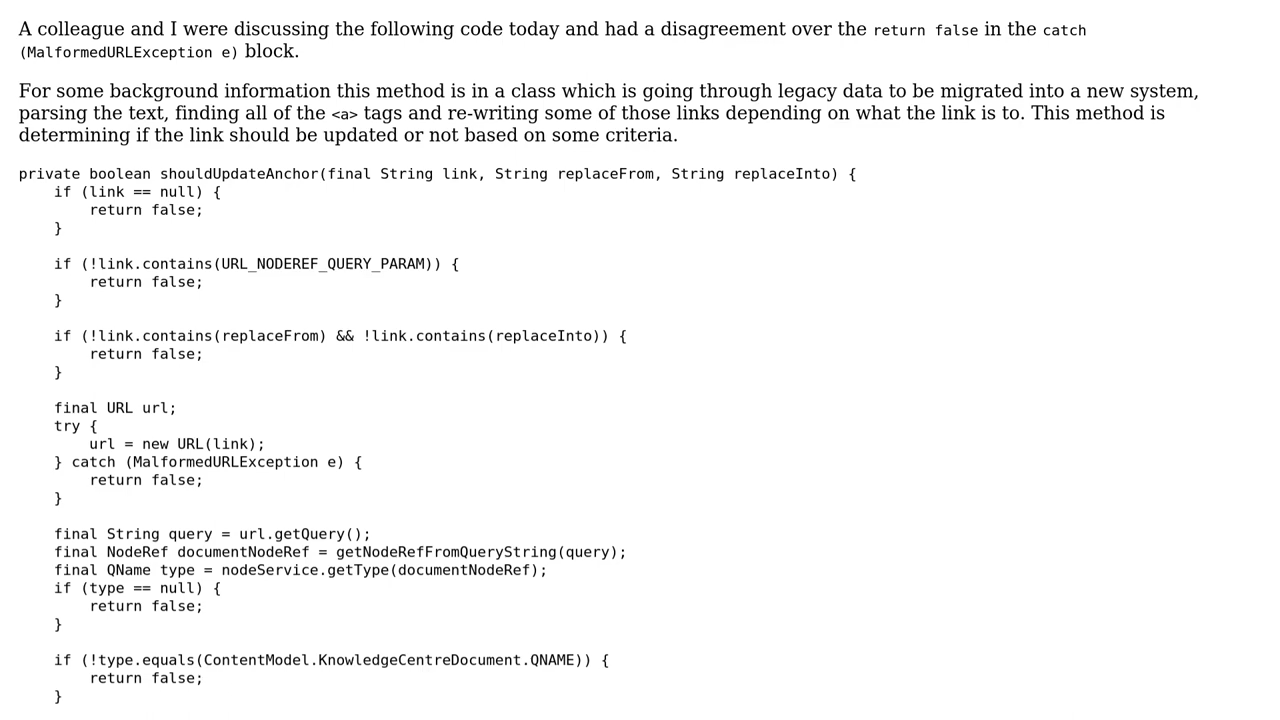 A colleague and I were discussing the following code today and had a disagreement over the return false in the catch
(MalformedURLException e) block.
For some background information this method is in a class which is going through legacy data to be migrated into a new system,
parsing the text, finding all of the <a> tags and re-writing some of those links depending on what the link is to. This method is
determining if the link should be updated or not based on some criteria.
private boolean shouldUpdateAnchor(final String link, String replaceFrom, String replaceInto) {
    if (link == null) {
        return false;
    }
    if (!link.contains(URL_NODEREF_QUERY_PARAM)) {
        return false;
    }
    if (!link.contains(replaceFrom) && !link.contains(replaceInto)) {
        return false;
    }
    final URL url;
    try {
        url = new URL(link);
    } catch (MalformedURLException e) {
        return false;
    }
    final String query = url.getQuery();
    final NodeRef documentNodeRef = getNodeRefFromQueryString(query);
    final QName type = nodeService.getType(documentNodeRef);
    if (type == null) {
        return false;
    }
    if (!type.equals(ContentModel.KnowledgeCentreDocument.QNAME)) {
        return false;
    }